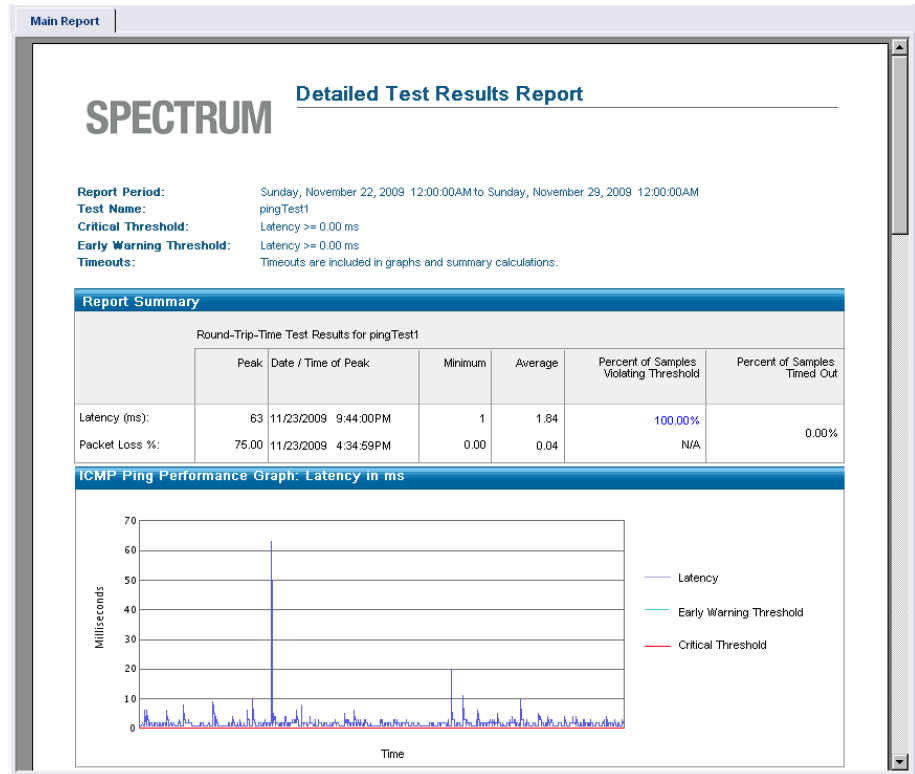 Main Report
SPECTRUM
Detailed Test Results Report
Report Period: Sunday, November 22, 2009 12:00:00AM to Sunday, November 29, 2009 12:00:00AM
Test Name: pingTest1
Critical Threshold: Latency >= 0.00 ms
Early Warning Threshold: Latency >= 0.00 ms
Timeouts: Timeouts are included in graphs and summary calculations.
Report Summary
Round-Trip-Time Test Results for pingTest1
Peak Date / Time of Peak Minimum Average Percent of Samples Percent of Samples
Violating Threshold Timed Out
Latency (ms): 63 11/23/2009 9:44:00PM 1 1.84 100.00%
0.00%
Packet Loss %: 75.00 11/23/2009 4:34:59PM 0.00 0.04 N/A
ICMP Ping Performance Graph: Latency in ms
70
60
50
40
30
20
10
0
Milliseconds
Time
Latency
Early Warning Threshold
Critical Threshold